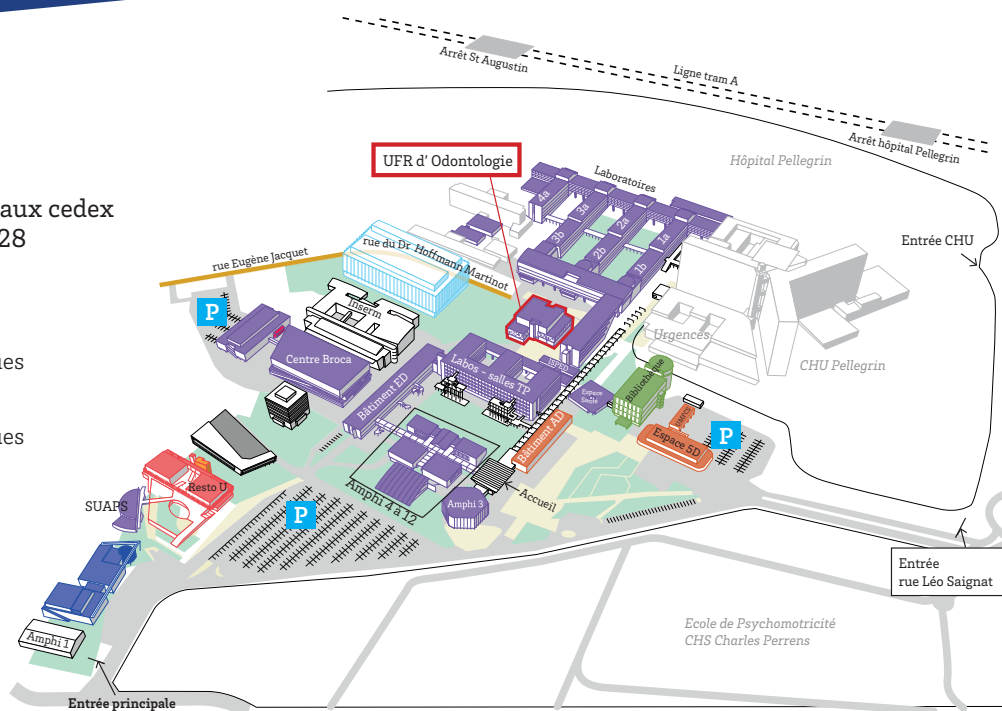 Arrêt St Augustin
Ligne tram A
Arrêt hôpital Pellegrin
Hôpital Pellegrin
UFR d' Odontologie
Laboratoires
4a
3a
2a
1a
3b
2b
1b
aux cedex
28
Entrée CHU
rue Eugène Jacquet
rue du Dr Hoffmann Martinot
P
Inserm
Urgences
CHU Pellegrin
ues
Centre Broca
Labos - salles TP
ISPED
Bâtiment ED
Espace
Santé
Bibliothèque
ues
Bâtiment AD
Espace 5D
P
Resto U
SUAPS
Amphi 4 à 12
Amphi 3
Accueil
P
Entrée
rue Léo Saignat
Ecole de Psychomotricité
CHS Charles Perrens
Amphi 1
Entrée principale